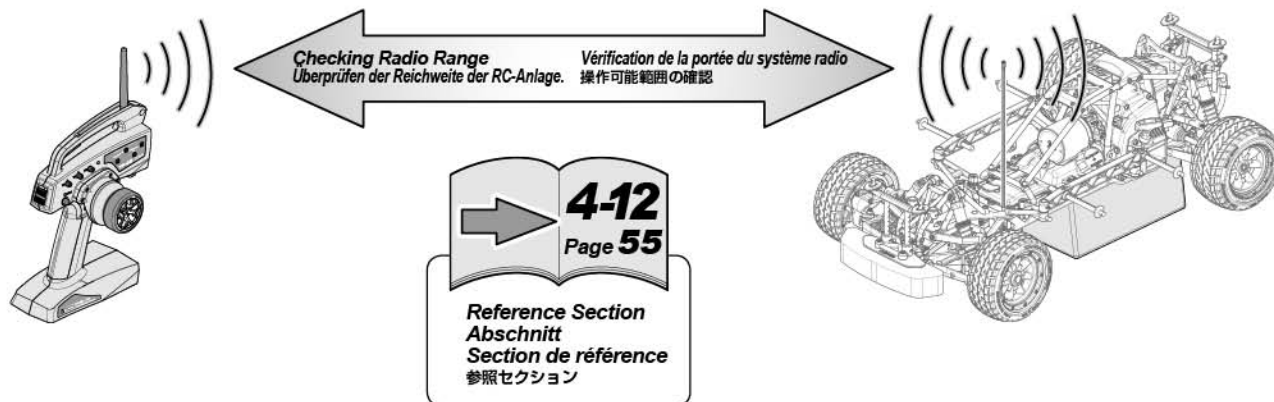 Checking Radio Range
Überprüfen der Reichweite der RC-Anlage.
Vérification de la portée du système radio
操作可能範囲の確認
4-12
Page 55
Reference Section
Abschnitt
Section de référence
参照セクション